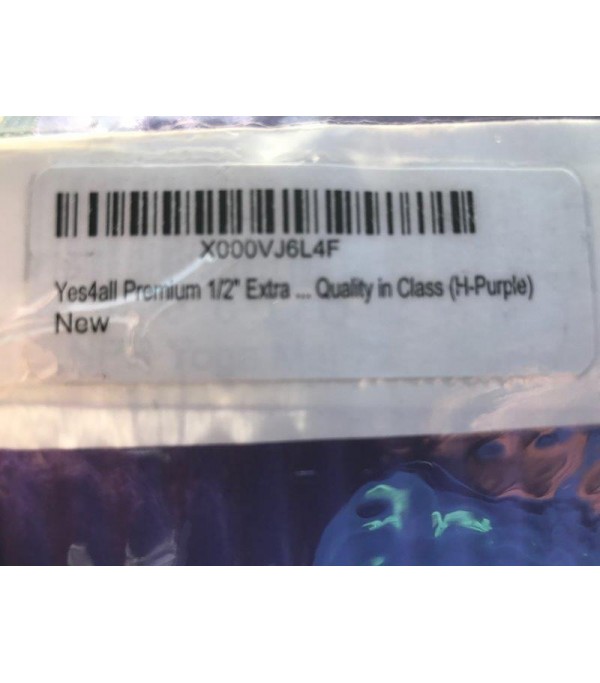 X000VJ6L4F
Yes4all Premium 1/2" Extra ... Quality in Class (H-Purple)
New